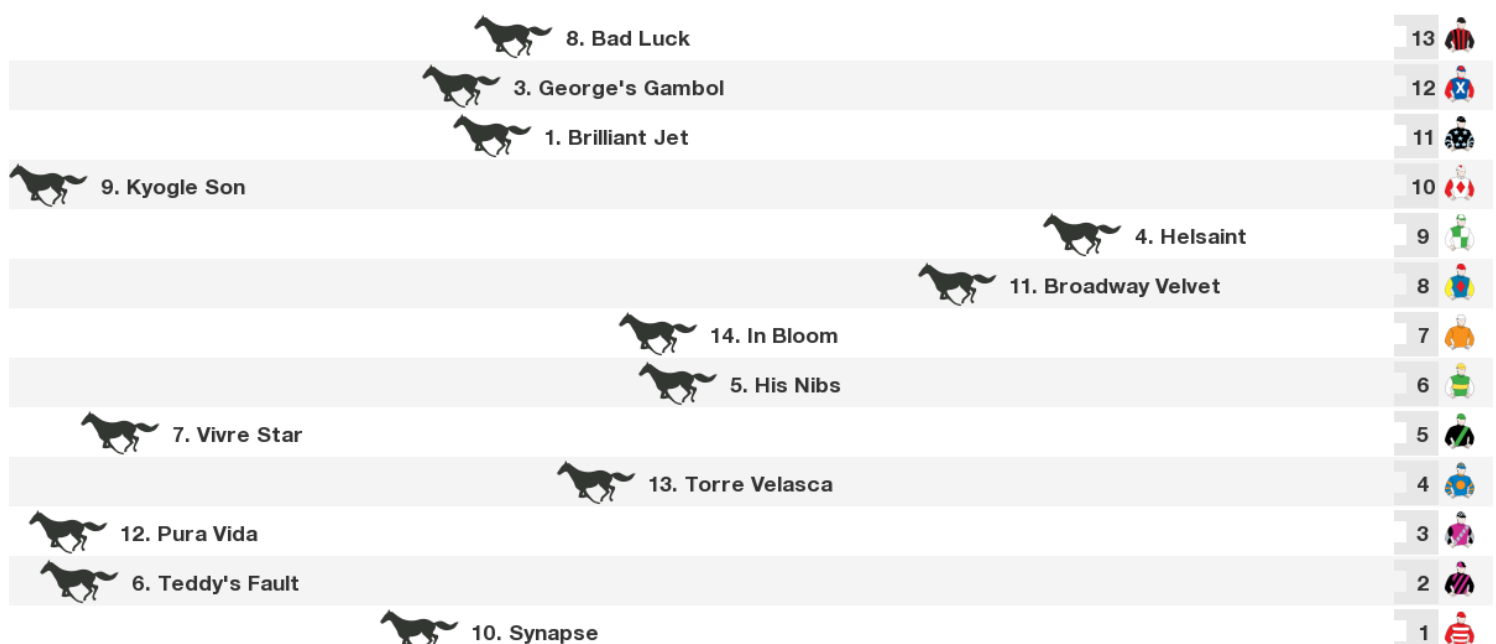 8. Bad Luck 13
3. George's Gambol 12 X
1. Brilliant Jet 11
9. Kyogle Son 10
4. Helsaint 9
11. Broadway Velvet 8
14. In Bloom 7
5. His Nibs 6
7. Vivre Star 5
13. Torre Velasca 4
12. Pura Vida 3
6. Teddy's Fault 2
10. Synapse 1